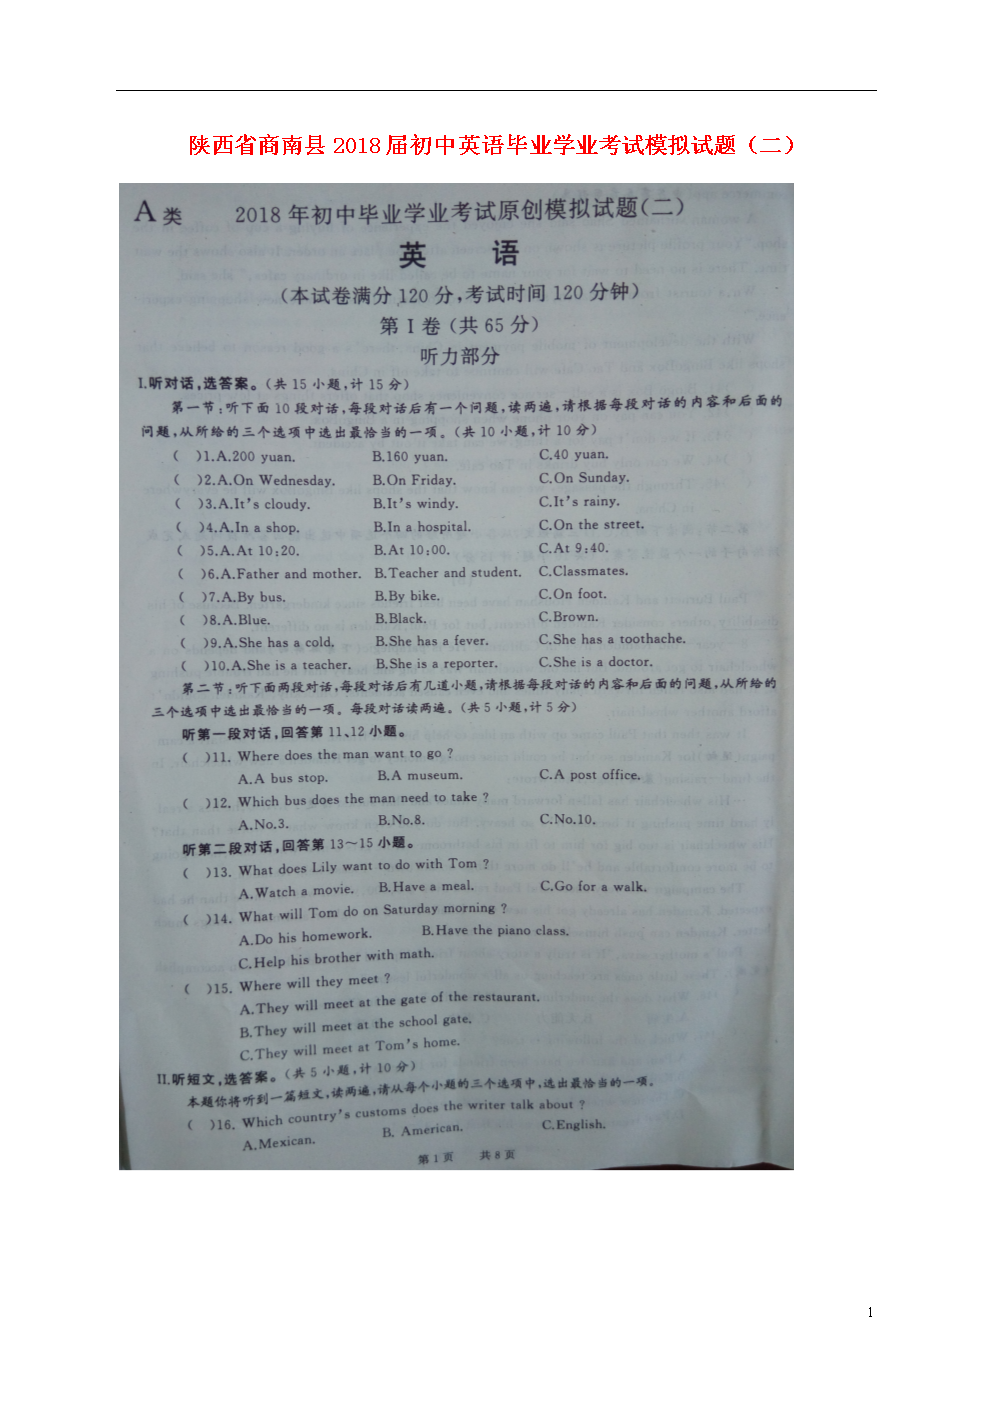 陕西省商南县2018届初中英语毕业学业考试模拟试题（二）
A类 2018年初中毕业学业考试原创模拟试题(二)
英 语
(本试卷满分120分,考试时间120分钟)
第Ⅰ卷(共65分)
听力部分
Ⅰ.听对话,选答案。(共15小题,计15分)
第一节:听下面10段对话,每段对话后有一个问题,读两遍,请根据每段对话的内容和后面的
问题,从所给的三个选项中选出最恰当的一项。(共10小题,计10分)
( )1.A.200 yuan. B.160 yuan. C.40 yuan.
( )2.A.On Wednesday. B.On Friday. C.On Sunday.
( )3.A.It's cloudy. B.It's windy. C.It's rainy.
( )4.A.In a shop. B.In a hospital. C.On the street.
( )5.A.At 10:20. B.At 10:00. C.At 9:40.
( )6.A.Father and mother. B.Teacher and student. C.Classmates.
( )7.A.By bus. B.By bike. C.On foot.
( )8.A.Blue. B.Black. C.Brown.
( )9.A.She has a cold. B.She has a fever. C.She has a toothache.
( )10.A.She is a teacher. B.She is a reporter. C.She is a doctor.
第二节:听下面两段对话,每段对话后有几道小题,请根据每段对话的内容和后面的问题,从所给的
三个选项中选出最恰当的一项。每段对话读两遍。(共5小题,计5分)
听第一段对话,回答第11、12小题。
( )11. Where does the man want to go?
A.A bus stop. B.A museum. C.A post office.
( )12. Which bus does the man need to take?
A.No.3. B.No.8. C.No.10.
听第二段对话,回答第13~15小题。
( )13. What does Lily want to do with Tom?
A.Watch a movie. B.Have a meal. C.Go for a walk.
( )14. What will Tom do on Saturday morning?
A.Do his homework. B.Have the piano class.
C.Help his brother with math.
( )15. Where will they meet?
A.They will meet at the gate of the restaurant.
B.They will meet at the school gate.
C.They will meet at Tom's home.
Ⅱ.听短文,选答案。(共5小题,计10分)
本题你将听到一篇短文,读两遍,请从每个小题的三个选项中,选出最恰当的一项。
( )16. Which country's customs does the writer talk about?
A.Mexican. B. American. C.English.
第1页 共8页
1